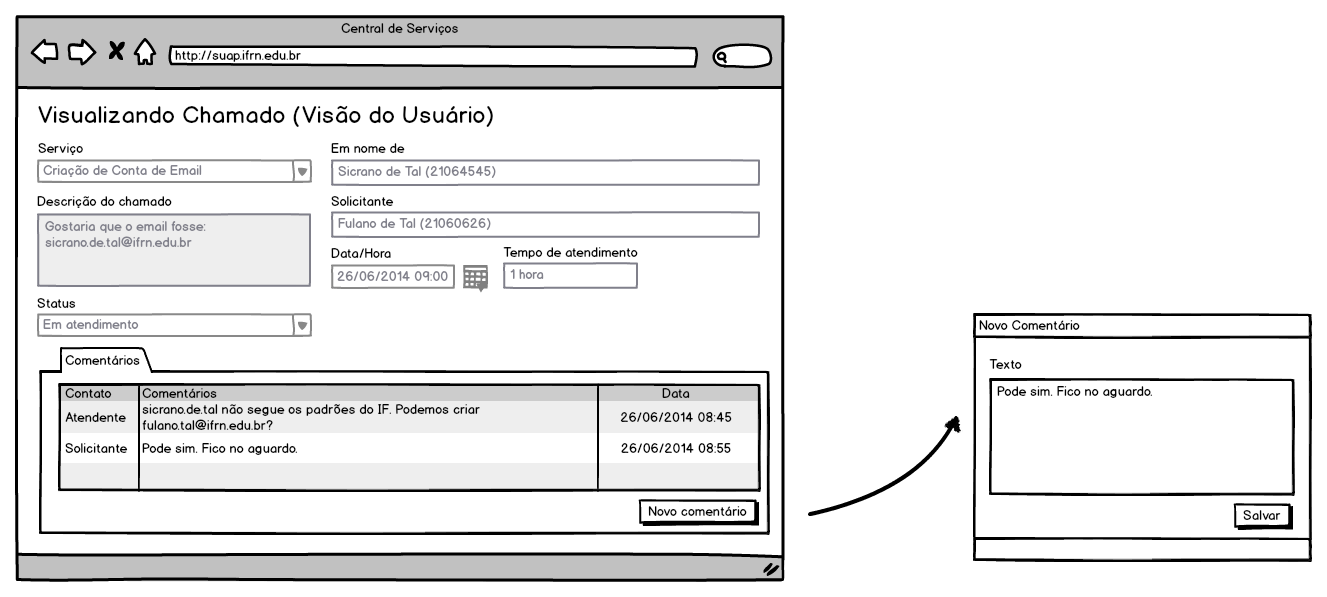 Central de Serviços
http://suap.ifrn.edu.br
Visualizando Chamado (Visão do Usuário)
Serviço
Criação de Conta de Email
Em nome de
Sicrano de Tal (21064545)
Descrição do chamado
Gostaria que o email fosse:
sicrano.de.tal@ifrn.edu.br
Solicitante
Fulano de Tal (21060626)
Data/Hora
26/06/2014 09:00
Tempo de atendimento
1 hora
Status
Em atendimento
Comentários
Contato Comentários Data
Atendente sicrano.de.tal não segue os padrões do IF. Podemos criar
fulano.tal@ifrn.edu.br? 26/06/2014 08:45
Solicitante Pode sim. Fico no aguardo. 26/06/2014 08:55
Novo comentário
Novo Comentário
Texto
Pode sim. Fico no aguardo.
Salvar